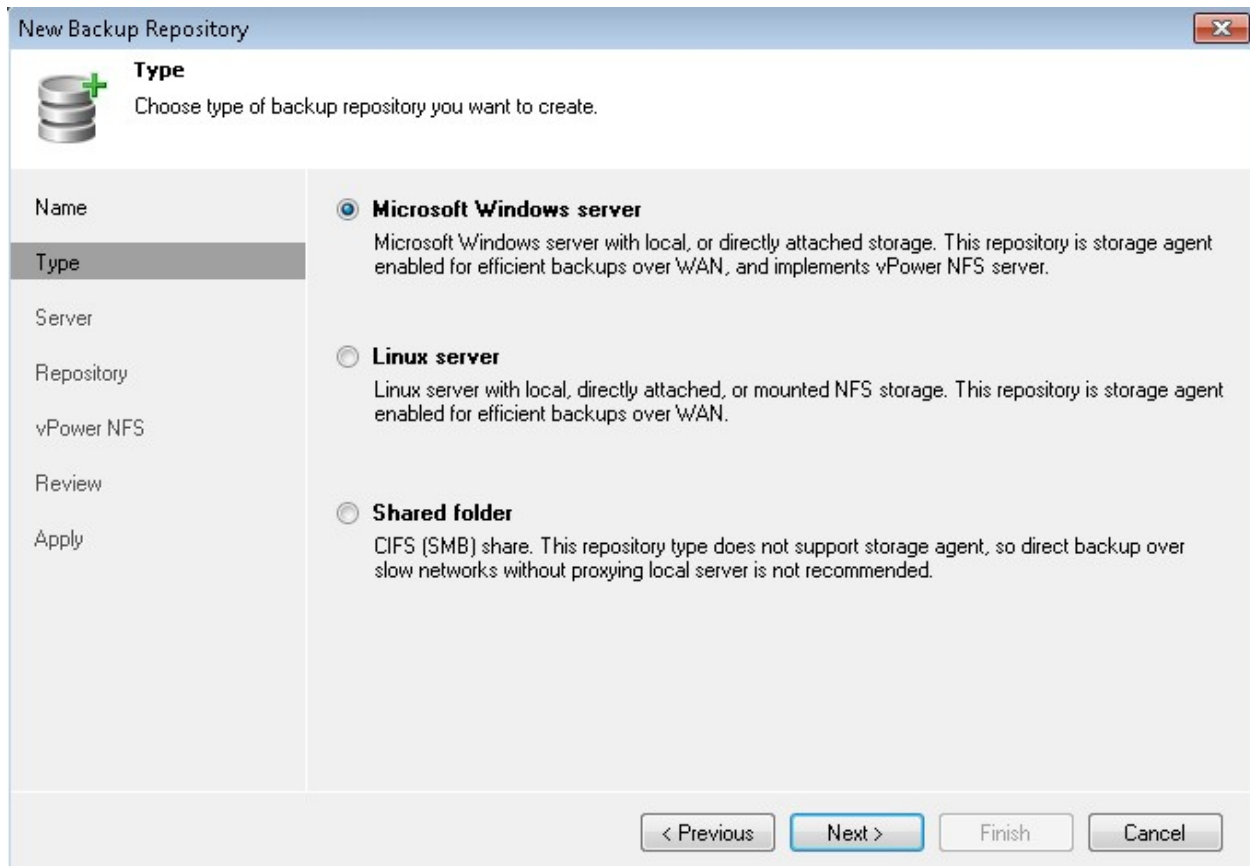 New Backup Repository
Type
Choose type of backup repository you want to create.
Name
Type
Server
Repository
vPower NFS
Review
Apply
Microsoft Windows server
Microsoft Windows server with local, or directly attached storage. This repository is storage agent
enabled for efficient backups over WAN, and implements vPower NFS server.
Linux server
Linux server with local, directly attached, or mounted NFS storage. This repository is storage agent
enabled for efficient backups over WAN.
Shared folder
CIFS (SMB) share. This repository type does not support storage agent, so direct backup over
slow networks without proxying local server is not recommended.
< Previous
Next >
Finish
Cancel